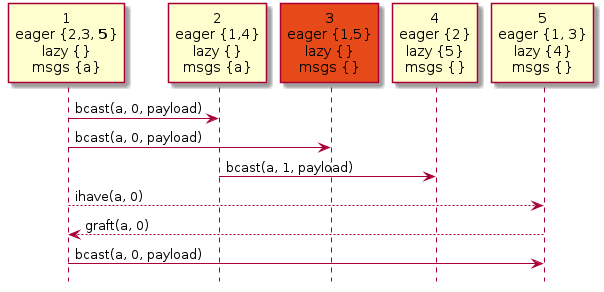 1
eager {2,3, 5}
lazy {}
msgs {a}
2
eager {1,4}
lazy {}
msgs {a}
3
eager {1,5}
lazy {}
msgs {}
4
eager {2}
lazy {5}
msgs {}
5
eager {1, 3}
lazy {4}
msgs {}
bcast(a, 0, payload)
bcast(a, 0, payload)
bcast(a, 1, payload)
ihave(a, 0)
graft(a, 0)
bcast(a, 0, payload)